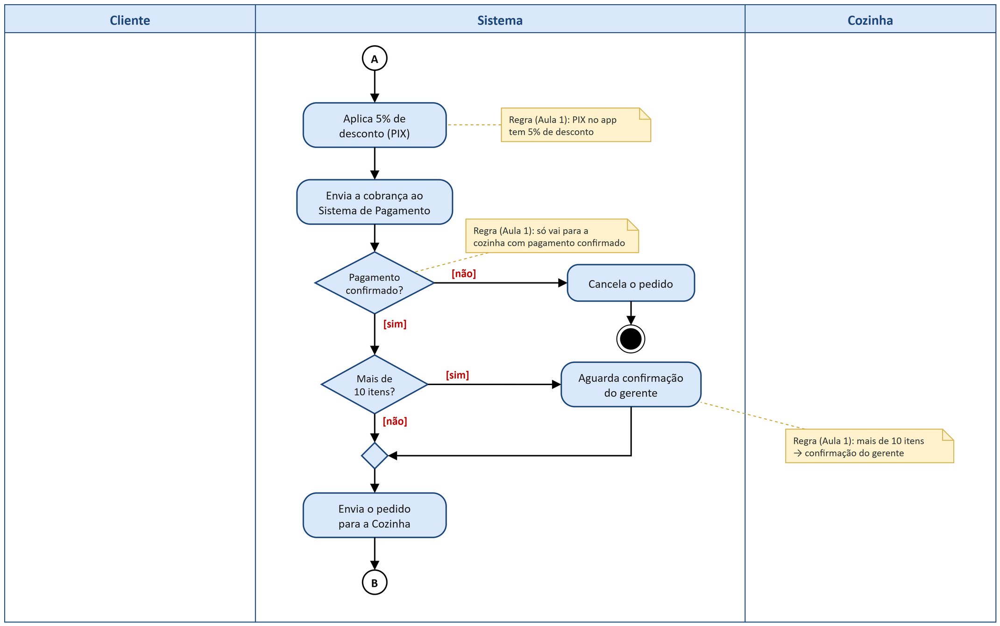 Cliente
Sistema
Cozinha
A
Aplica 5% de
desconto (PIX)
Regra (Aula 1): PIX no app
tem 5% de desconto
Envia a cobrança ao
Sistema de Pagamento
Regra (Aula 1): só vai para a
cozinha com pagamento confirmado
Pagamento
confirmado?
[não]
Cancela o pedido
[sim]
Mais de
10 itens?
[sim]
Aguarda confirmação
do gerente
[não]
Regra (Aula 1): mais de 10 itens
→ confirmação do gerente
Envia o pedido
para a Cozinha
B